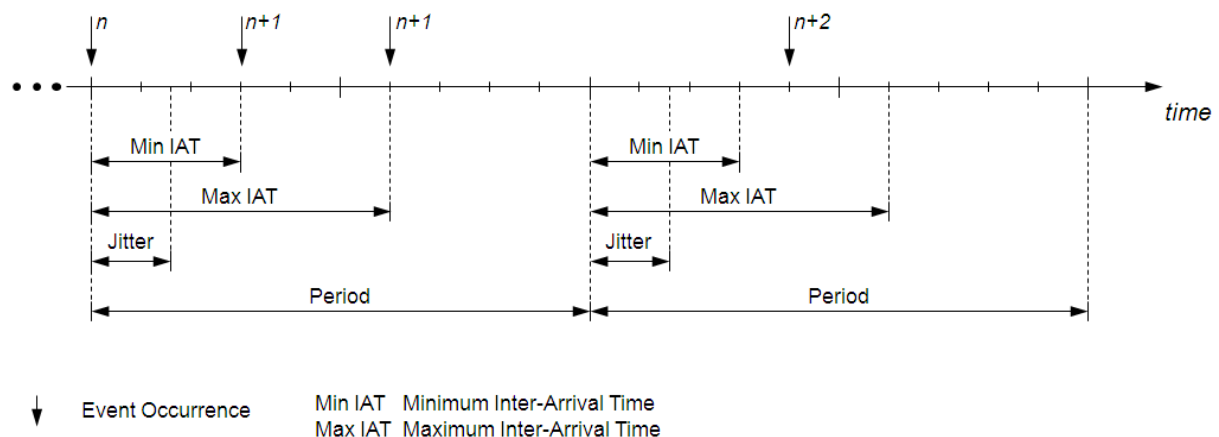 n n+1 n+1 n+2
time
Min IAT Min IAT
Max IAT Max IAT
Jitter Jitter
Period Period
Event Occurrence Min IAT Minimum Inter-Arrival Time
Max IAT Maximum Inter-Arrival Time